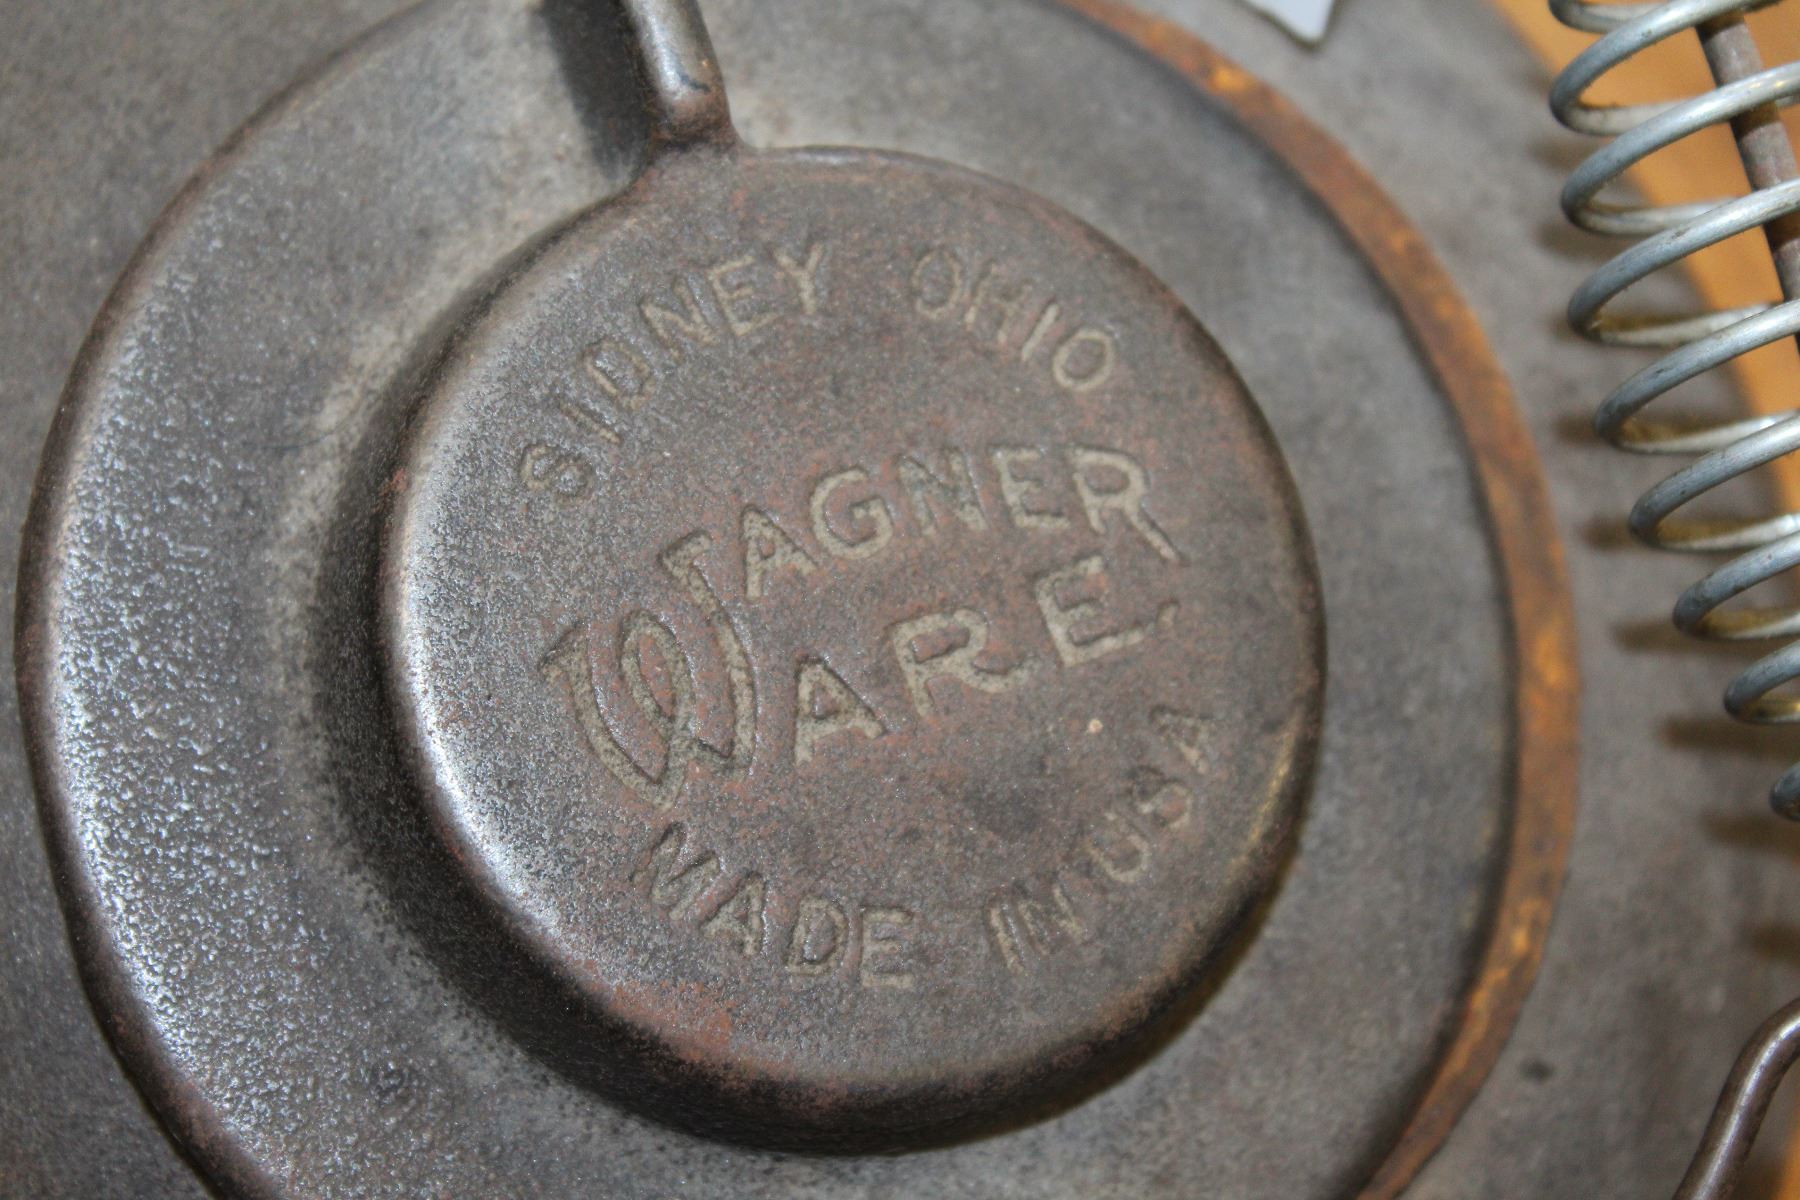 SIDNEY OHIO
WAGNER
WARE
MADE IN USA